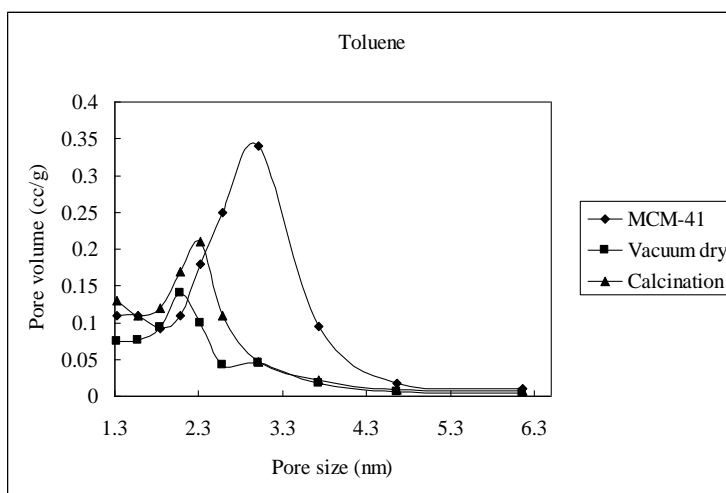 Toluene
Pore volume (cc/g)
0.4
0.35
0.3
0.25
0.2
0.15
0.1
0.05
0
1.3 2.3 3.3 4.3 5.3 6.3
Pore size (nm)
MCM-41
Vacuum dry
Calcination